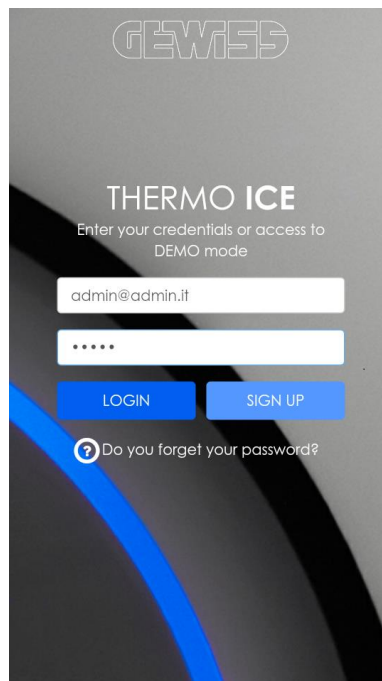 GEWiSS
THERMO ICE
Enter your credentials or access to
DEMO mode
admin@admin.it
•••••
LOGIN
SIGN UP
? Do you forget your password?